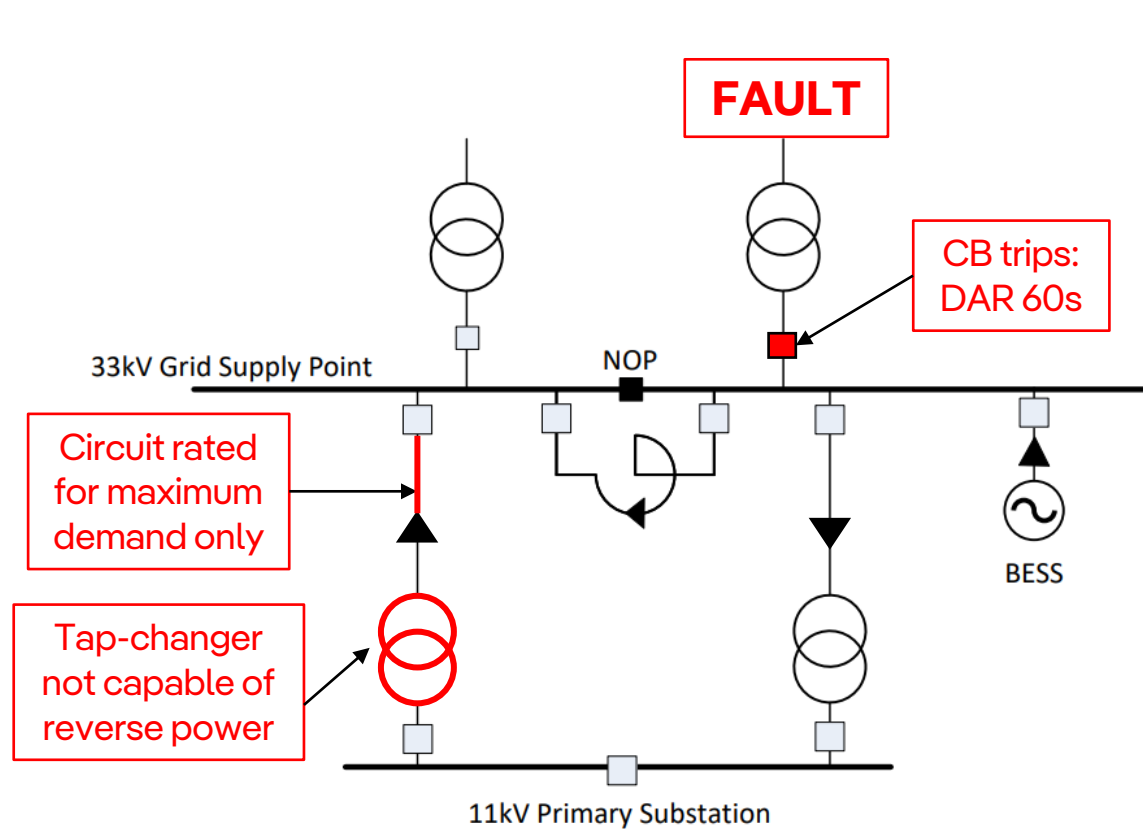 FAULT
CB trips:
DAR 60s
33kV Grid Supply Point
NOP
Circuit rated
for maximum
demand only
BESS
Tap-changer
not capable of
reverse power
11kV Primary Substation